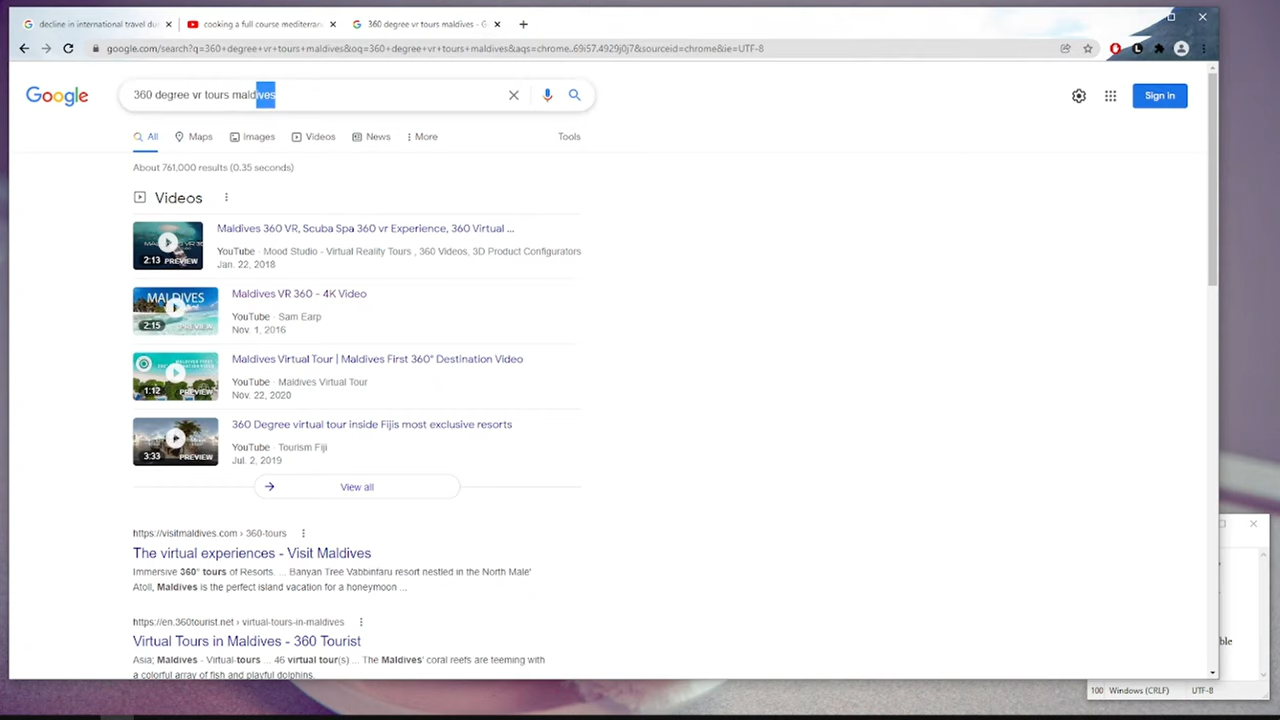 decline in international travel du
cooking a full course mediterran
360 degree vr tours maldives - G
google.com/search?q=360+degree+vr+tours+maldives&oq=360+degree+vr+tours+maldives&aqs=chrome..69i57.4929j0j7&sourceid=chrome&ie=UTF-8
Google
360 degree vr tours maldives
Sign in
All Maps Images Videos News More Tools
About 761,000 results (0.35 seconds)
Videos
Maldives 360 VR, Scuba Spa 360 vr Experience, 360 Virtual ...
YouTube · Mood Studio - Virtual Reality Tours , 360 Videos, 3D Product Configurators
2:13 PREVIEW
Jan. 22, 2018
MALDIVES
Maldives VR 360 - 4K Video
YouTube · Sam Earp
2:15 PREVIEW
Nov. 1, 2016
Maldives Virtual Tour | Maldives First 360° Destination Video
YouTube · Maldives Virtual Tour
1:12 PREVIEW
Nov. 22, 2020
360 Degree virtual tour inside Fijis most exclusive resorts
YouTube · Tourism Fiji
3:33 PREVIEW
Jul. 2, 2019
View all
https://visitmaldives.com › 360-tours
The virtual experiences - Visit Maldives
Immersive 360° tours of Resorts. ... Banyan Tree Vabbinfaru resort nestled in the North Male'
Atoll, Maldives is the perfect island vacation for a honeymoon ...
https://en.360tourist.net › virtual-tours-in-maldives
Virtual Tours in Maldives - 360 Tourist
Asia; Maldives - Virtual-tours ... 46 virtual tour(s) ... The Maldives' coral reefs are teeming with
a colorful array of fish and playful dolphins.
ble
100 Windows (CRLF) UTF-8